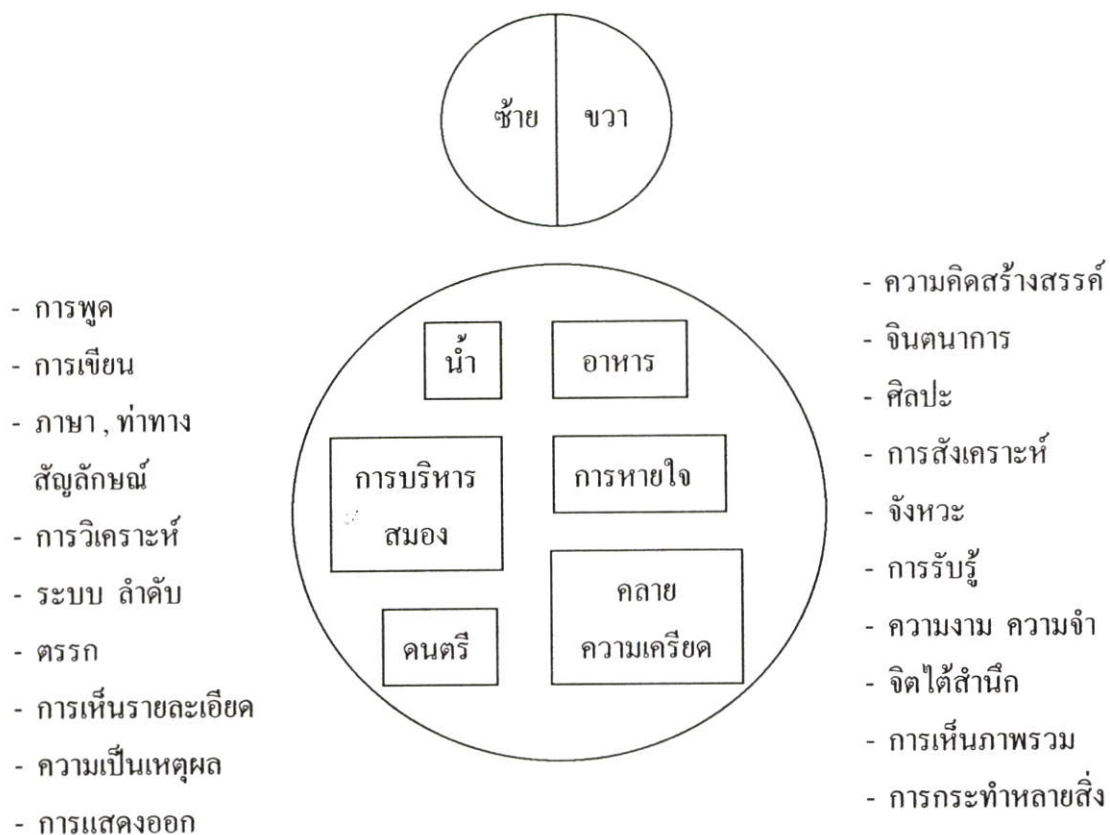 ซ้าย ขวา
- การพูด
- การเขียน
- ภาษา , ท่าทาง
สัญลักษณ์
- การวิเคราะห์
- ระบบ ลำดับ
- ตรรก
- การเห็นรายละเอียด
- ความเป็นเหตุผล
- การแสดงออก
น้ำ
อาหาร
การบริหาร
สมอง
การหายใจ
ดนตรี
คลาย
ความเครียด
- ความคิดสร้างสรรค์
- จินตนาการ
- ศิลปะ
- การสังเคราะห์
- จังหวะ
- การรับรู้
- ความงาม ความจำ
- จิตใต้สำนึก
- การเห็นภาพรวม
- การกระทำหลายสิ่ง